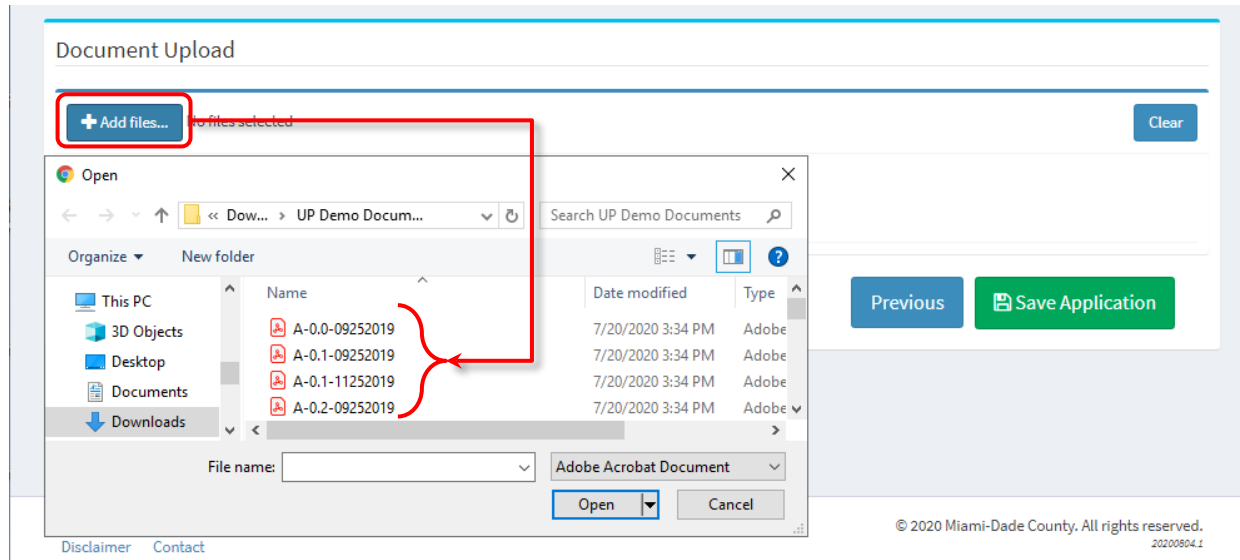 Document Upload
Add files... No files selected Clear
Open
« Dow... › UP Demo Docum... Search UP Demo Documents
Organize New folder
Name Date modified Type
This PC
3D Objects
Desktop
Documents
Downloads
A-0.0-09252019 7/20/2020 3:34 PM Adobe
A-0.1-09252019 7/20/2020 3:34 PM Adobe
A-0.1-11252019 7/20/2020 3:34 PM Adobe
A-0.2-09252019 7/20/2020 3:34 PM Adobe
Previous Save Application
File name: Adobe Acrobat Document
Open Cancel
© 2020 Miami-Dade County. All rights reserved.
20200804.1
Disclaimer Contact